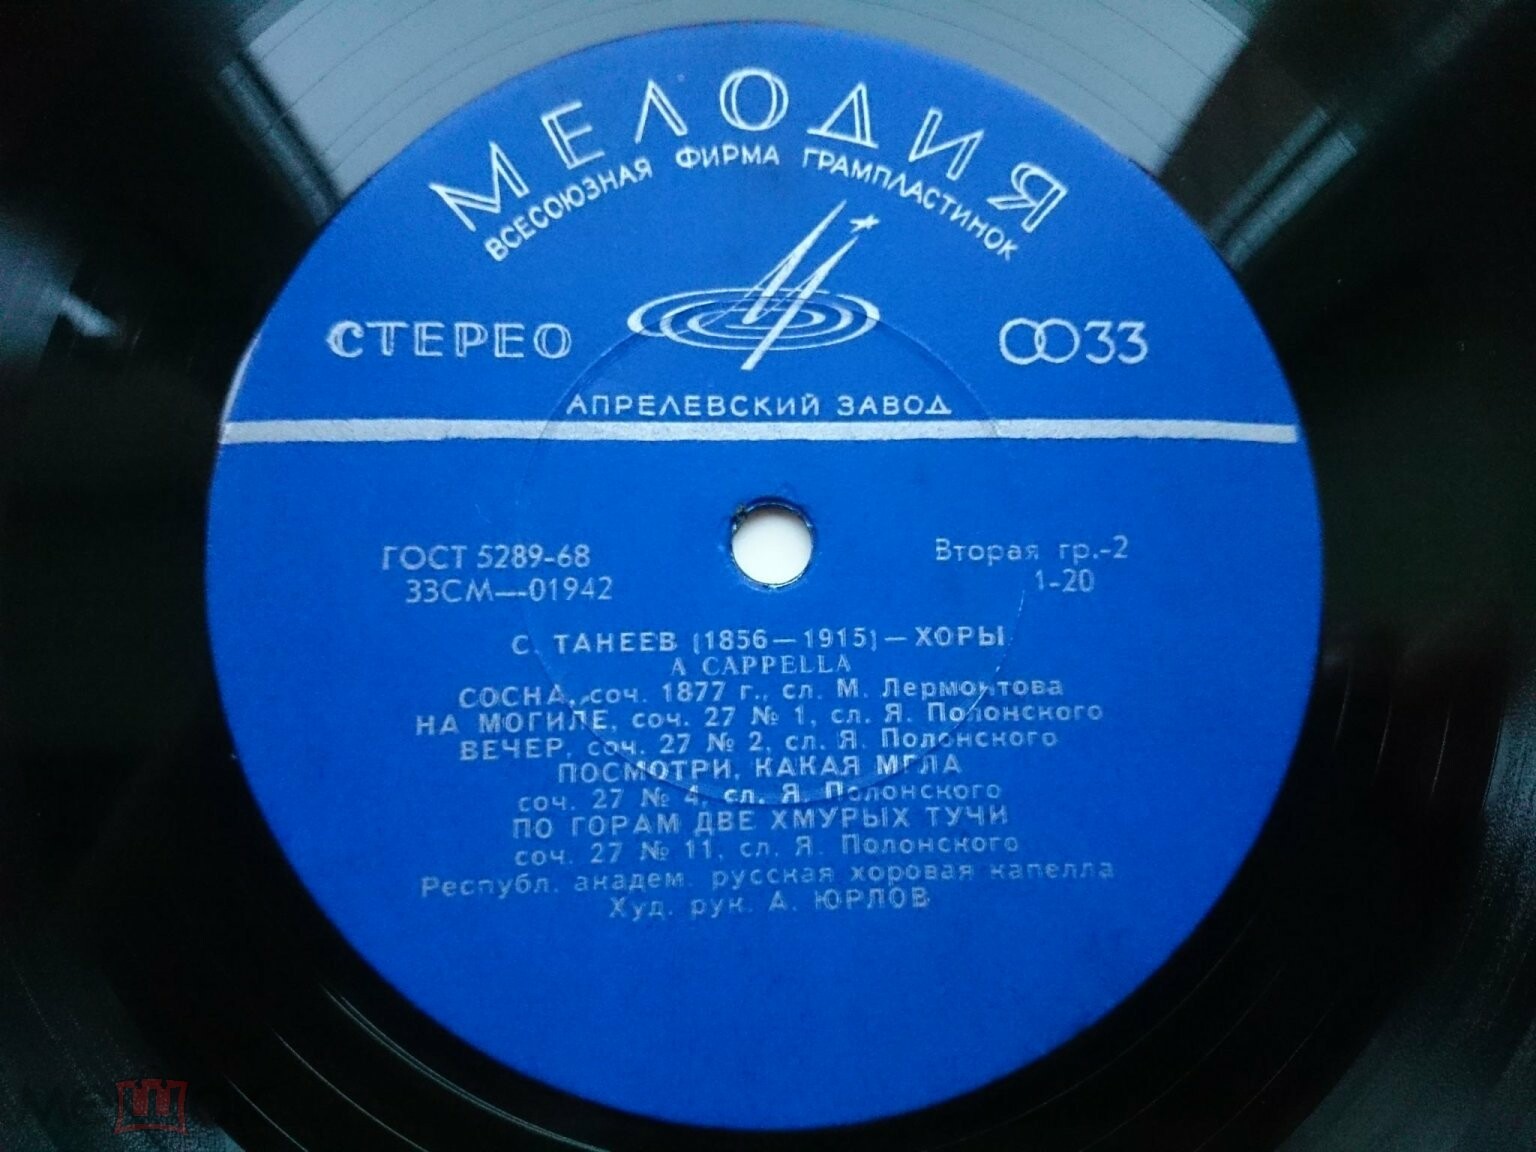 МЕЛОДИЯ
ВСЕСОЮЗНАЯ ФИРМА ГРАМПЛАСТИНОК
СТЕРЕО
33
АПРЕЛЕВСКИЙ ЗАВОД
ГОСТ 5289-68
33СМ—01942
Вторая гр.-2
1-20
С. ТАНЕЕВ (1856—1915)—ХОРЫ
A CAPPELLA
СОСНА, соч. 1877 г., сл. М. Лермонтова
НА МОГИЛЕ, соч. 27 № 1, сл. Я. Полонского
ВЕЧЕР, соч. 27 № 2, сл. Я. Полонского
ПОСМОТРИ, КАКАЯ МГЛА
соч. 27 № 4, сл. Я. Полонского
ПО ГОРАМ ДВЕ ХМУРЫХ ТУЧИ
соч. 27 № 11, сл. Я. Полонского
Республ. академ. русская хоровая капелла
Худ. рук. А. ЮРЛОВ